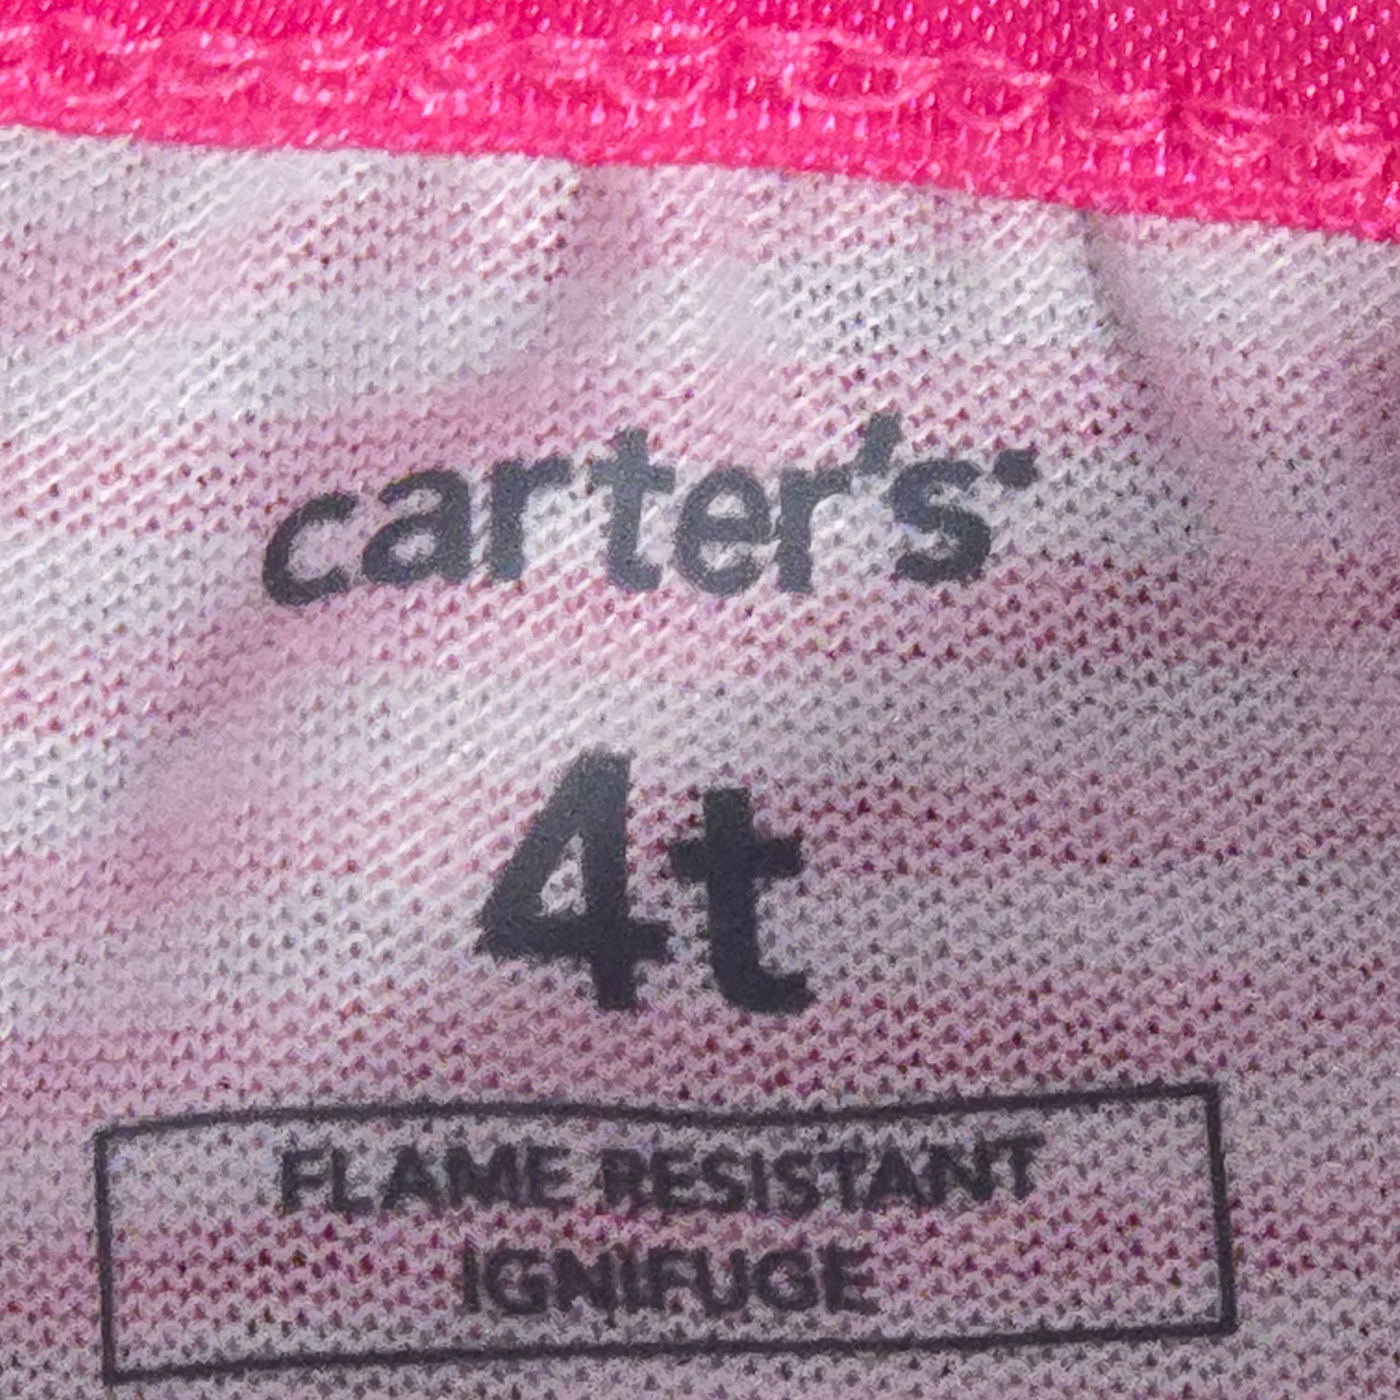 carter's
4t
FLAME RESISTANT
IGNIFUGE